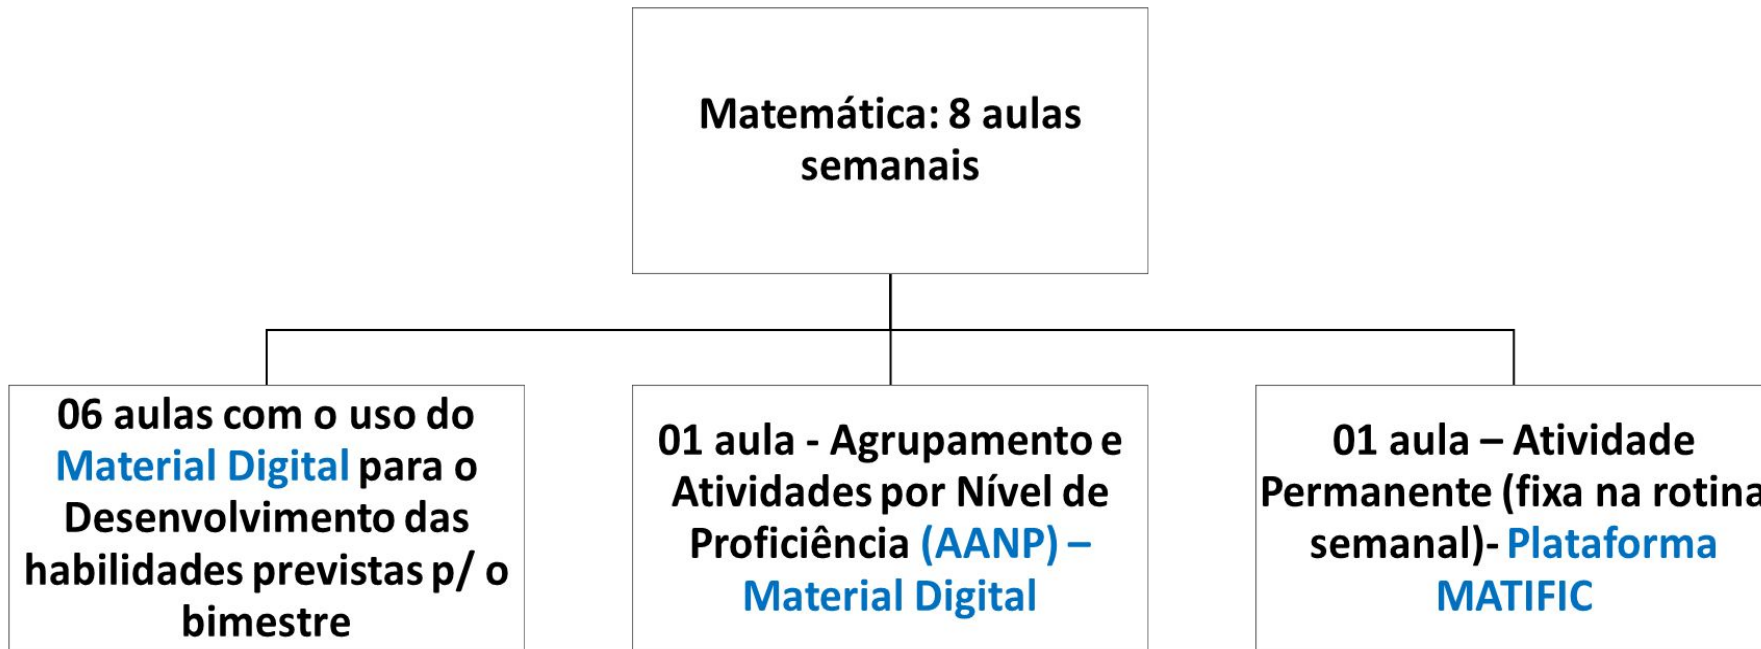 Matemática: 8 aulas
semanais
06 aulas com o uso do
Material Digital para o
Desenvolvimento das
habilidades previstas p/ o
bimestre
01 aula - Agrupamento e
Atividades por Nível de
Proficiência (AANP) –
Material Digital
01 aula – Atividade
Permanente (fixa na rotina
semanal)- Plataforma
MATIFIC